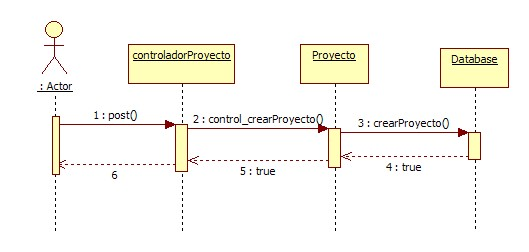 controladorProyecto
Proyecto
Database
: Actor
1 : post()
2 : control_crearProyecto()
3 : crearProyecto()
4 : true
5 : true
6